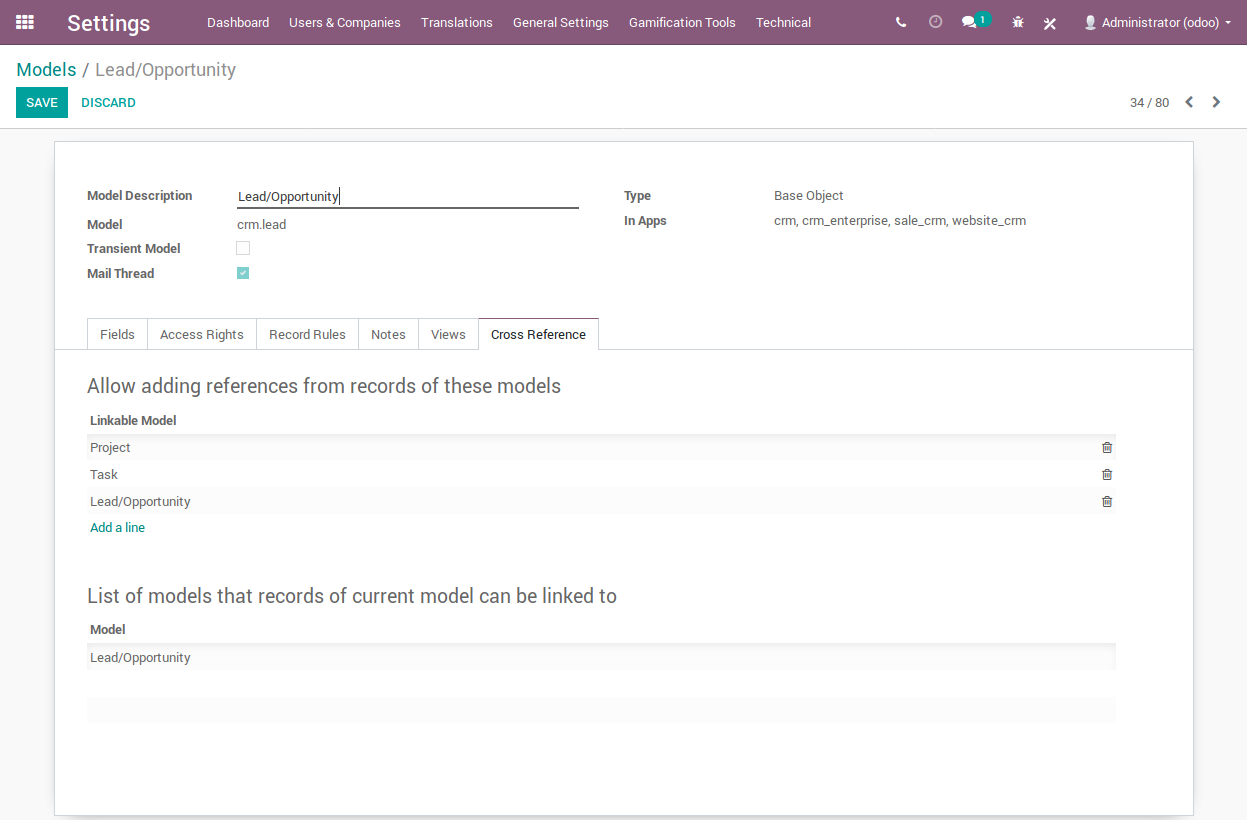 Settings Dashboard Users & Companies Translations General Settings Gamification Tools Technical 1 Administrator (odoo)
Models / Lead/Opportunity
SAVE DISCARD 34 / 80
Model Description Lead/Opportunity Type Base Object
Model crm.lead In Apps crm, crm_enterprise, sale_crm, website_crm
Transient Model
Mail Thread
Fields Access Rights Record Rules Notes Views Cross Reference
Allow adding references from records of these models
Linkable Model
Project
Task
Lead/Opportunity
Add a line
List of models that records of current model can be linked to
Model
Lead/Opportunity